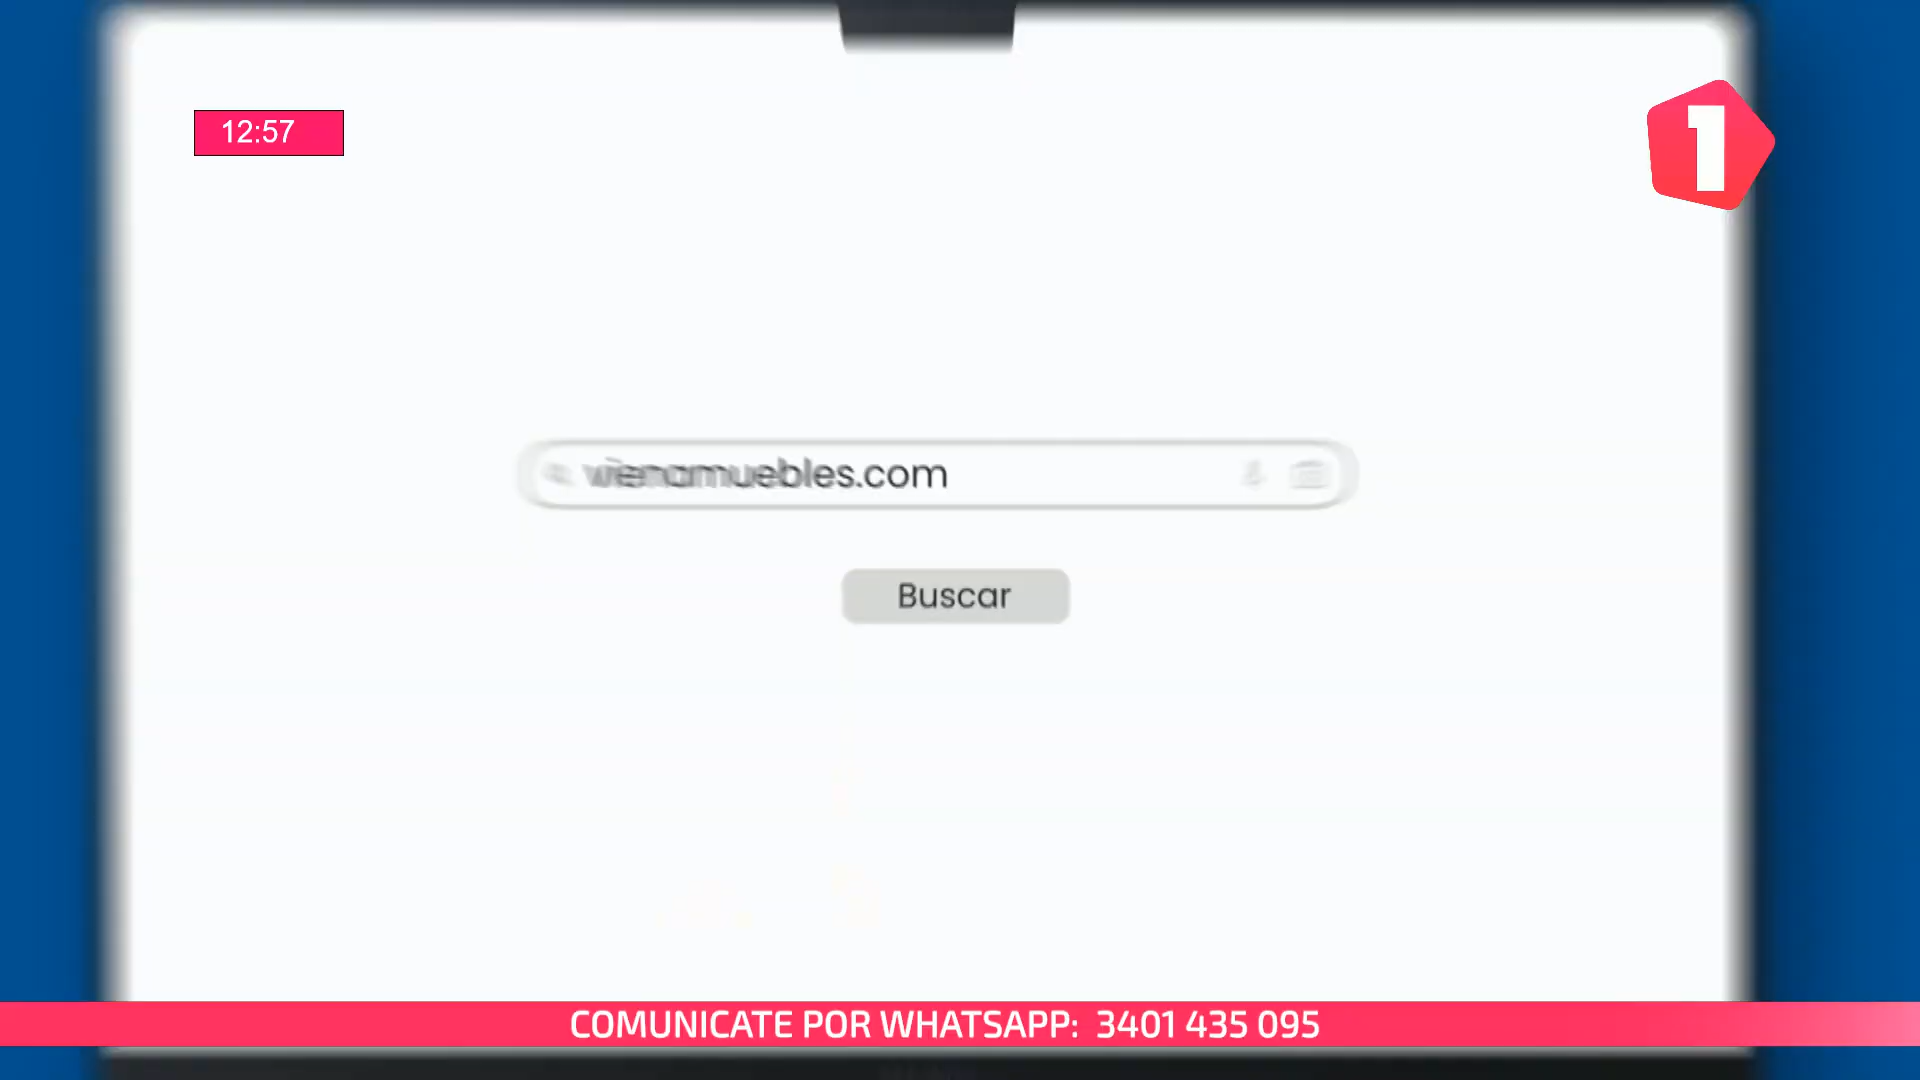 12:57
1
vienamuebles.com
Buscar
COMUNICATE POR WHATSAPP: 3401 435 095